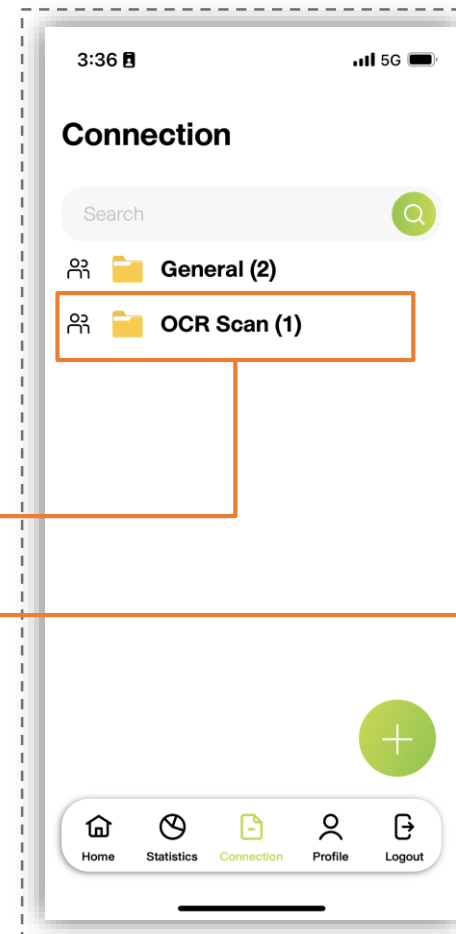 3:36 5G
Connection
Search
General (2)
OCR Scan (1)
Home Statistics Connection Profile Logout